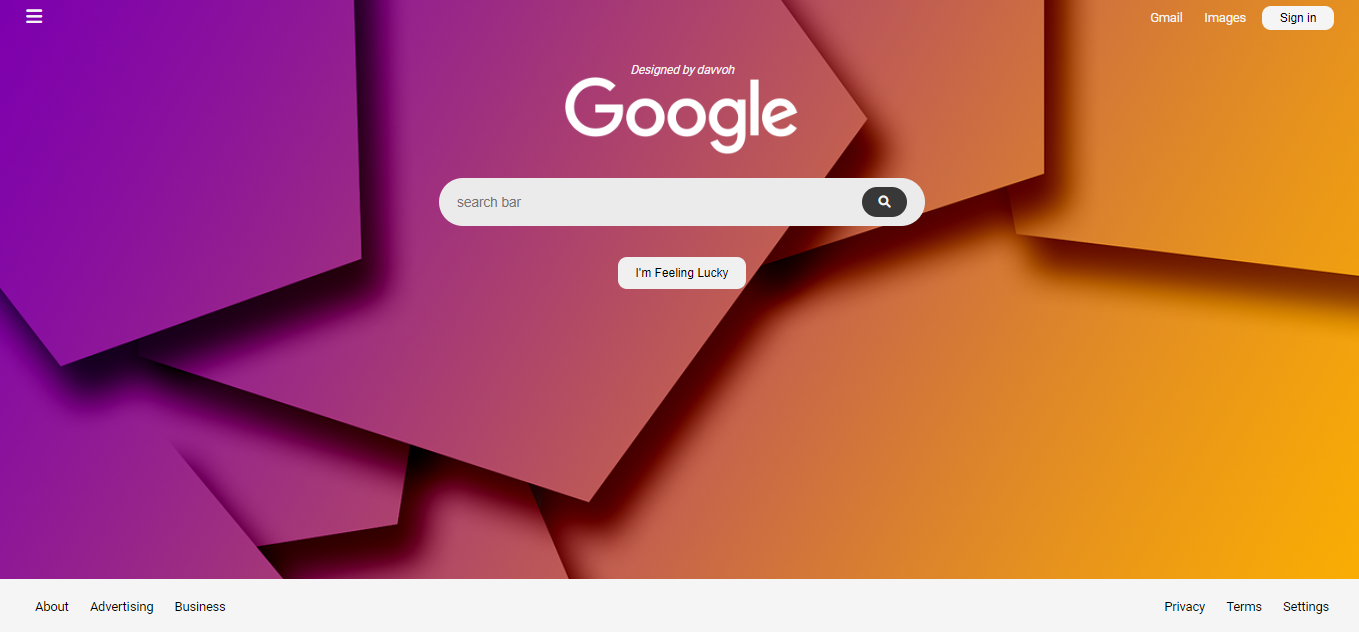 Gmail Images Sign in
Designed by davvoh
Google
search bar
I'm Feeling Lucky
About Advertising Business Privacy Terms Settings